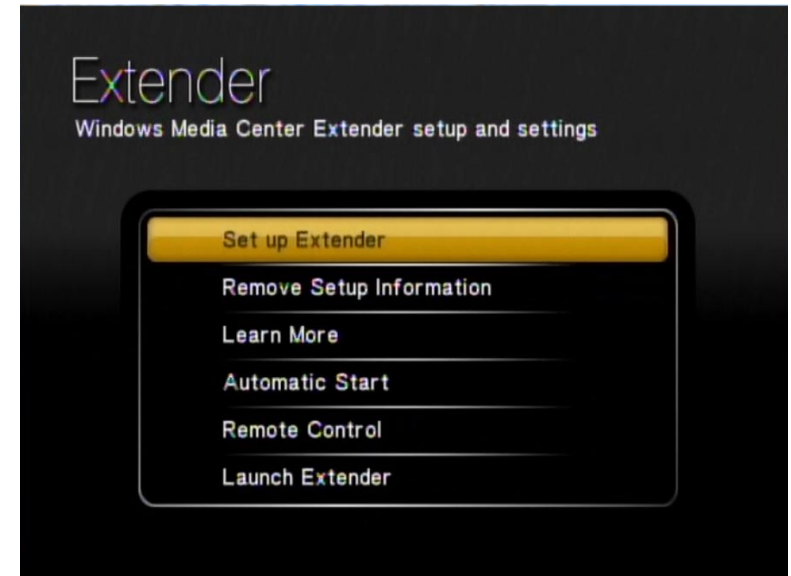 Extender
Windows Media Center Extender setup and settings
Set up Extender
Remove Setup Information
Learn More
Automatic Start
Remote Control
Launch Extender